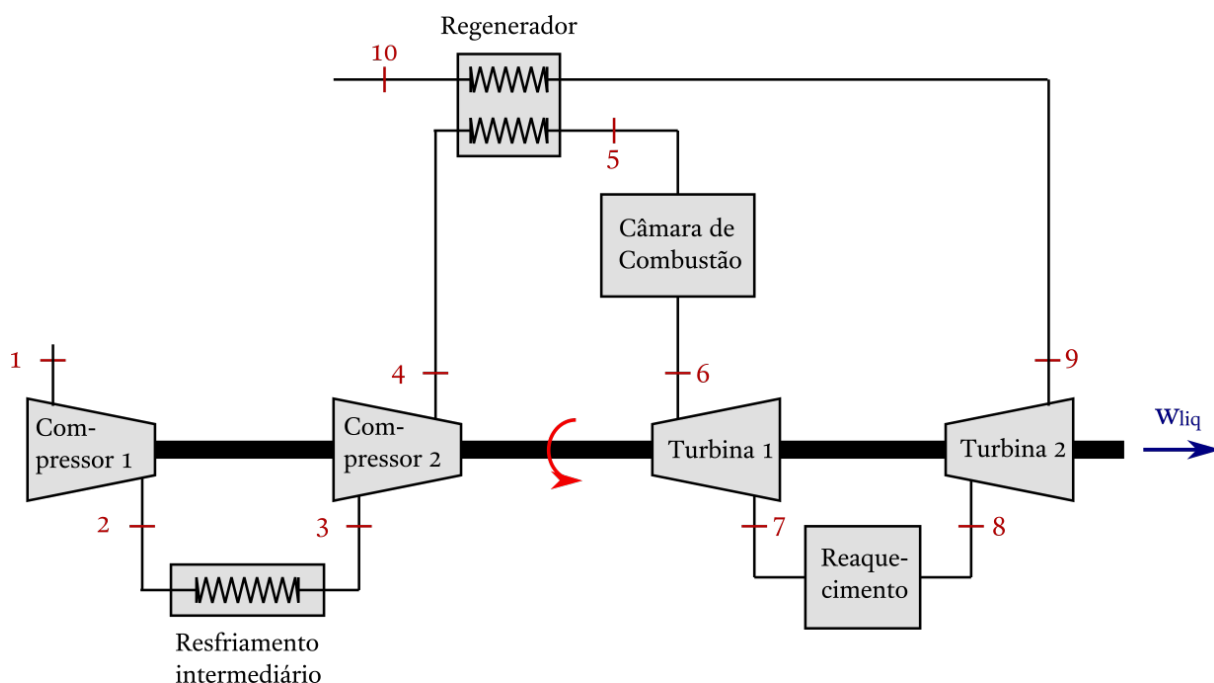 Regenerador
10
5
Câmara de
Combustão
1
4
6
9
Com-
pressor 1
Com-
pressor 2
Turbina 1
Turbina 2
wliq
2
3
7
8
Reaque-
cimento
Resfriamento
intermediário